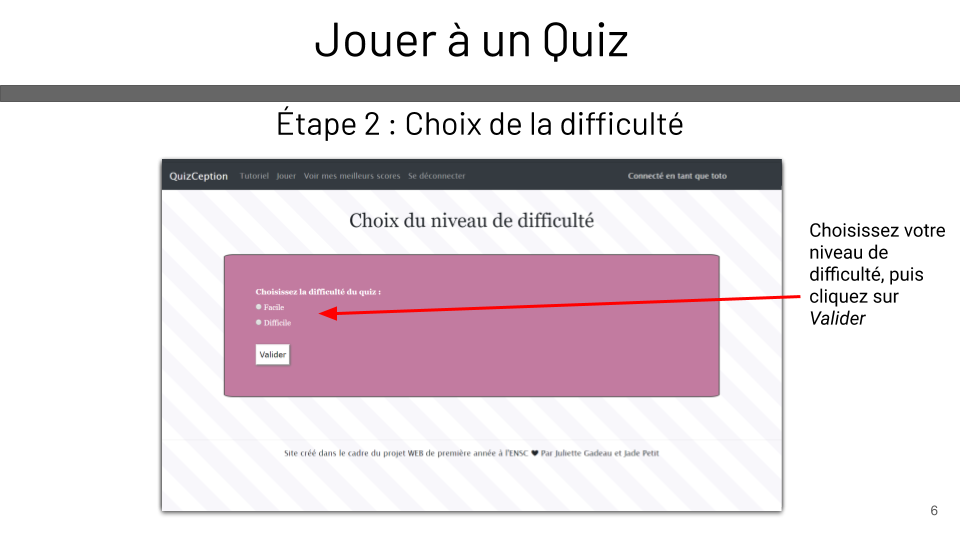 Jouer à un Quiz
Étape 2 : Choix de la difficulté
QuizCeption Tutoriel Jouer Voir mes meilleurs scores Se déconnecter Connecté en tant que toto
Choix du niveau de difficulté
Choisissez la difficulté du quiz :
Facile
Difficile
Valider
Site créé dans le cadre du projet WEB de première année à l'ENSC ♥ Par Juliette Gadeau et Jade Petit
Choisissez votre
niveau de
difficulté, puis
cliquez sur
Valider
6